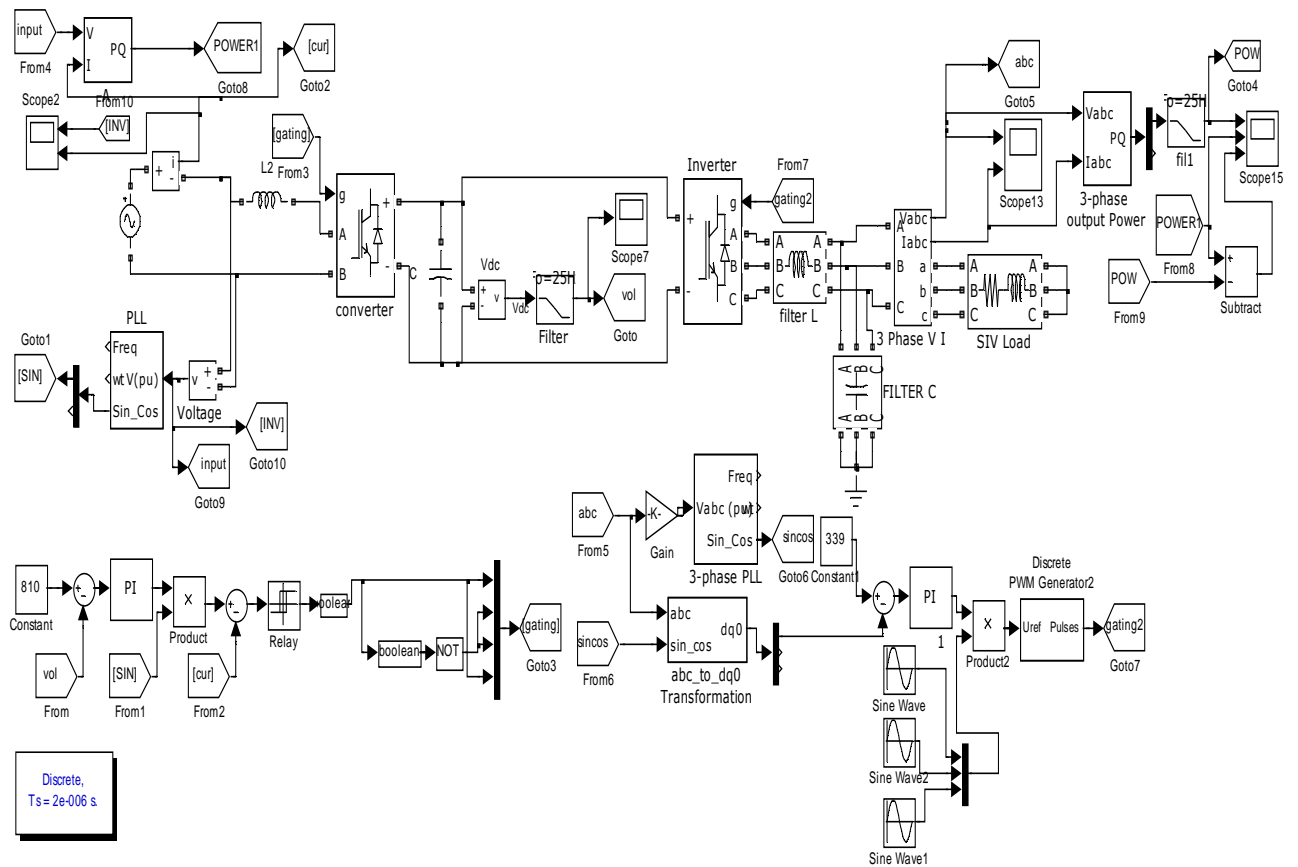 input
From4
V
I
PQ
POWER1
Goto8
[cur]
Goto2
A
Scope2
From10
[INV]
i
+
-
[gating]
From3
L2
g
A
B
+
-
converter
C
Vdc
+
-
v
Vdc
o=25H
Filter
Scope7
vol
Goto
Inverter
g
+
-
A
B
C
From7
gating2
A
B
C
A
B
C
filter L
A
B
C
Vabc
Iabc
a
b
c
3 Phase V I
A
B
C
A
B
C
SIV Load
A
B
C
A
B
C
FILTER C
abc
Goto5
Scope13
Vabc
Iabc
PQ
3-phase
output Power
o=25H
fil1
POW
Goto4
Scope15
POWER1
From8
POW
From9
+
-
Subtract
PLL
Goto1
[SIN]
Freq
wt
V(pu)
Sin_Cos
v
+
-
Voltage
[INV]
Goto10
input
Goto9
810
Constant
+
-
PI
×
Product
+
-
Relay
boolean
boolean
NOT
[gating]
Goto3
vol
From
[SIN]
From1
[cur]
From2
abc
From5
-K-
Gain
Freq
Vabc (pu)
wt
Sin_Cos
3-phase PLL
sincos
Goto6
339
Constant1
sincos
From6
abc
sin_cos
dq0
abc_to_dq0
Transformation
+
-
PI
1
×
Product2
Discrete
PWM Generator2
Uref
Pulses
gating2
Goto7
Sine Wave
Sine Wave2
Sine Wave1
Discrete,
Ts = 2e-006 s.